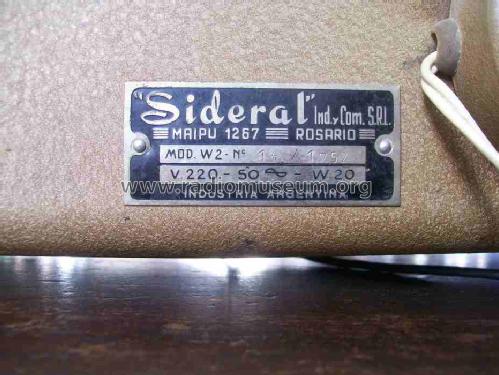 "Sideral" Ind. y Com. S.R.L.
MAIPU 1267 ROSARIO
MOD. W2 - Nº
V. 220. - 50 ~ - W. 20
www.radiomuseum.org
INDUSTRIA ARGENTINA